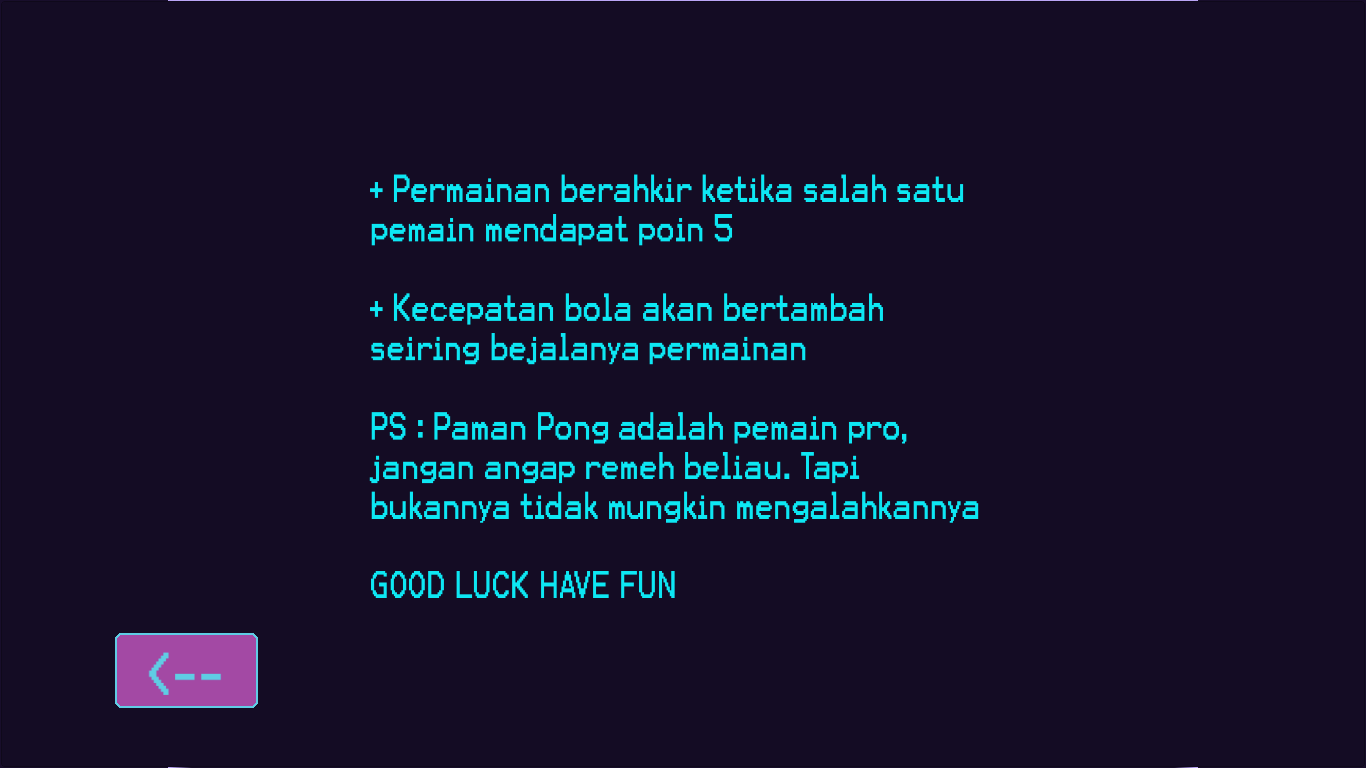 + Permainan berahkir ketika salah satu
pemain mendapat poin 5
+ Kecepatan bola akan bertambah
seiring bejalanya permainan
PS : Paman Pong adalah pemain pro,
jangan angap remeh beliau. Tapi
bukannya tidak mungkin mengalahkannya
GOOD LUCK HAVE FUN
<--